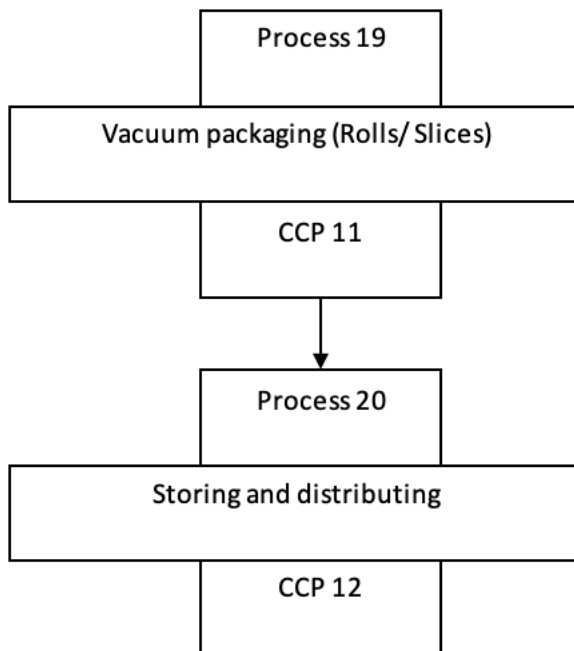 Process 19
Vacuum packaging (Rolls/ Slices)
CCP 11
Process 20
Storing and distributing
CCP 12